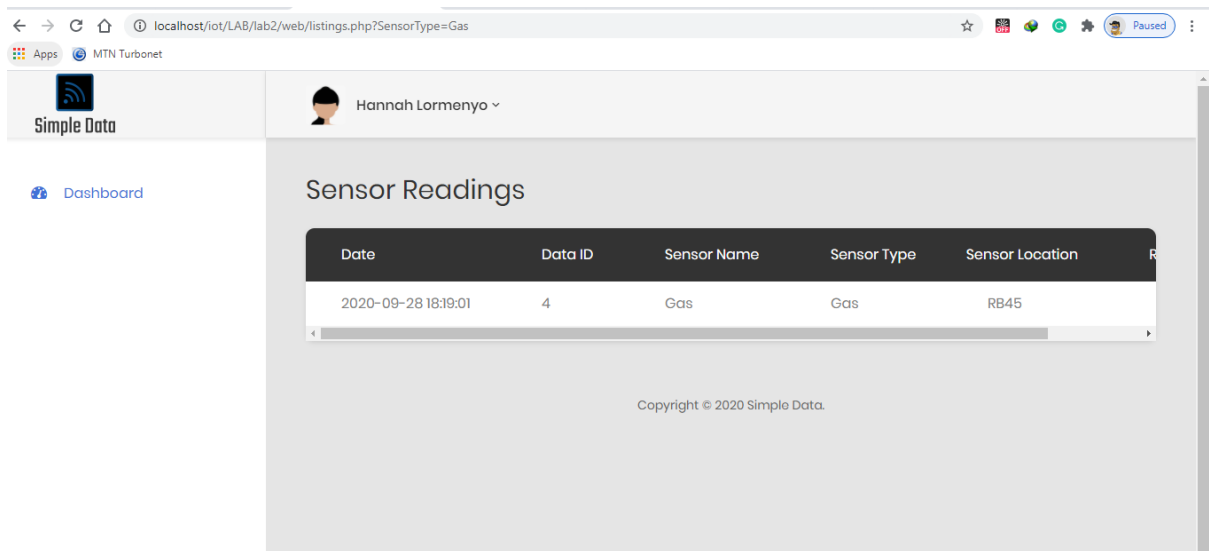 localhost/iot/LAB/lab2/web/listings.php?SensorType=Gas
OFF
G
Paused
Apps
MTN Turbonet
Simple Data
Hannah Lormenyo
Dashboard
Sensor Readings
Date Data ID Sensor Name Sensor Type Sensor Location
2020-09-28 18:19:01 4 Gas Gas RB45
Copyright © 2020 Simple Data.